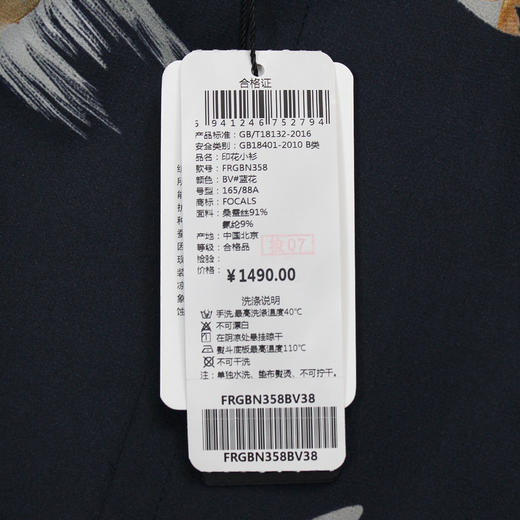 合格证
6941246752794
产品标准: GB/T18132-2016
安全类别: GB18401-2010 B类
品名: 印花小衫
款号: FRGBN358
颜色: BV#蓝花
号型: 165/88A
商标: FOCALS
面料: 桑蚕丝91%
氨纶9%
产地: 中国北京
等级: 合格品
检验:
检07
价格: ¥1490.00
洗涤说明
手洗,最高洗涤温度40℃
不可漂白
在阴凉处悬挂晾干
熨斗底板最高温度110℃
不可干洗
注: 单独水洗、垫布熨烫、不可拧干。
FRGBN358BV38
FRGBN358BV38